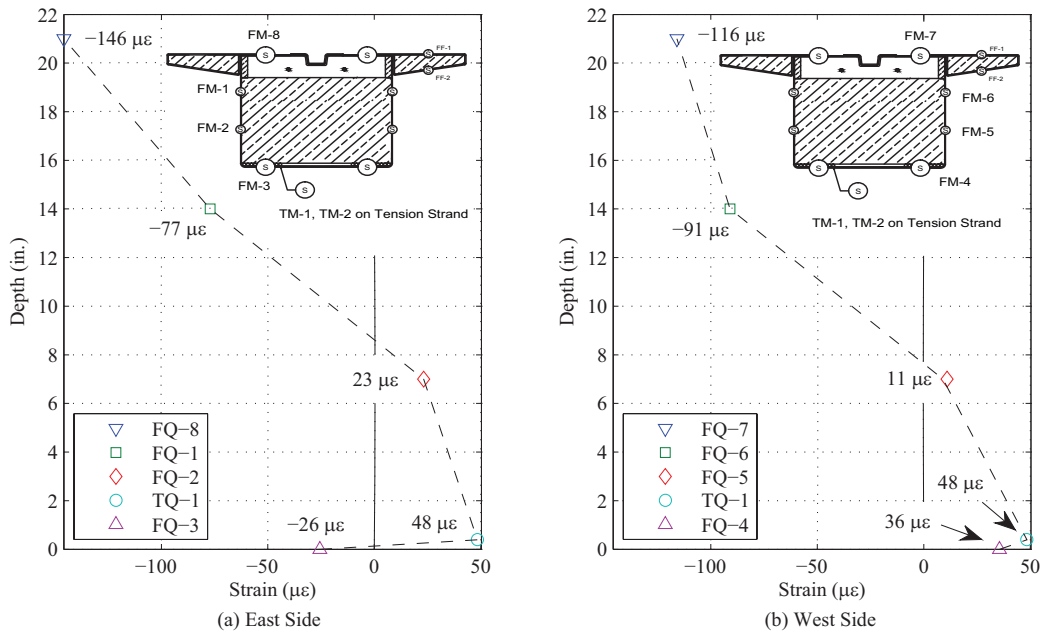 22
20
18
16
14
12
10
8
6
4
2
0
Depth (in.)
−146 με
−77 με
23 με
−26 με
48 με
FM-8
FF-1
FF-2
FM-1
FM-2
FM-3
S
S
S
S
S
S
S
S
S
S
S
TM-1, TM-2 on Tension Strand
FQ−8
FQ−1
FQ−2
TQ−1
FQ−3
−100
−50
0
50
Strain (με)
(a) East Side
22
20
18
16
14
12
10
8
6
4
2
0
Depth (in.)
−116 με
−91 με
11 με
48 με
36 με
FM-7
FF-1
FF-2
FM-6
FM-5
FM-4
S
S
S
S
S
S
S
S
S
S
S
TM-1, TM-2 on Tension Strand
FQ−7
FQ−6
FQ−5
TQ−1
FQ−4
−100
−50
0
50
Strain (με)
(b) West Side